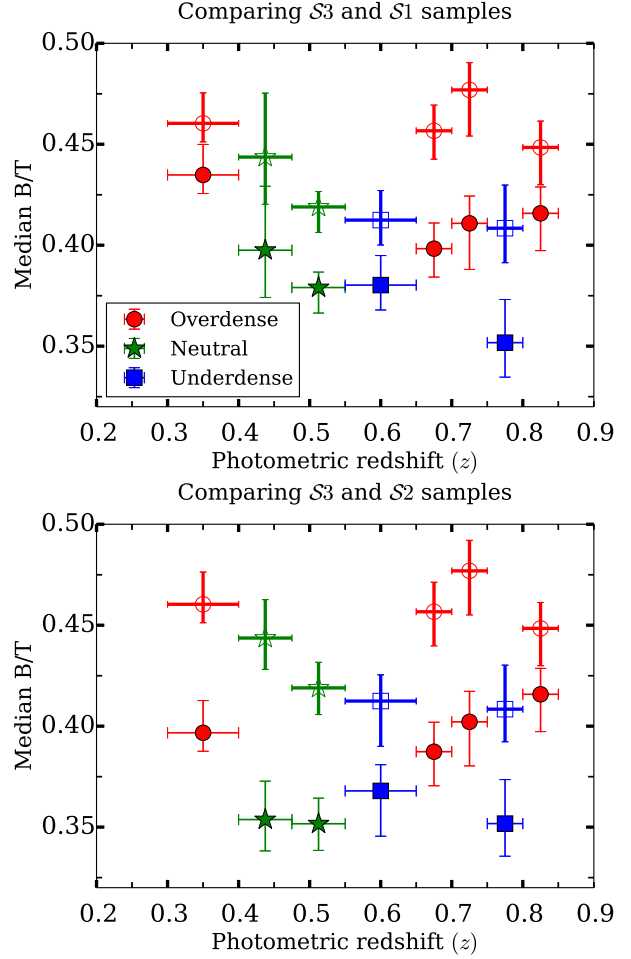 Comparing 𝒮3 and 𝒮1 samples
0.50
0.45
0.40
0.35
Median B/T
Overdense
Neutral
Underdense
0.2 0.3 0.4 0.5 0.6 0.7 0.8 0.9
Photometric redshift (z)
Comparing 𝒮3 and 𝒮2 samples
0.50
0.45
0.40
0.35
Median B/T
0.2 0.3 0.4 0.5 0.6 0.7 0.8 0.9
Photometric redshift (z)